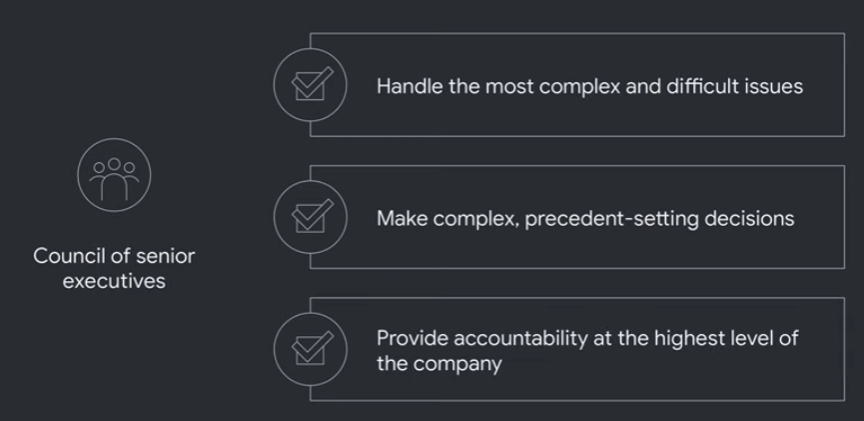 Handle the most complex and difficult issues
Make complex, precedent-setting decisions
Council of senior
executives
Provide accountability at the highest level of
the company